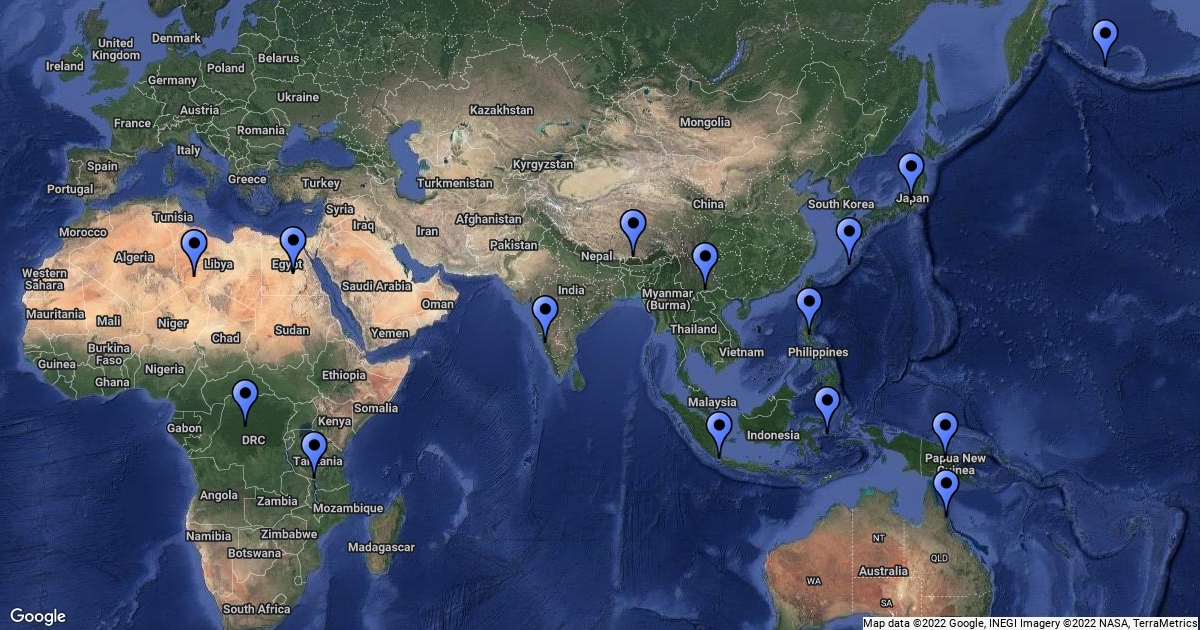 United
Kingdom
Denmark
Ireland
Poland
Belarus
Germany
Ukraine
Kazakhstan
Austria
France
Romania
Mongolia
Italy
Kyrgyzstan
Spain
Greece
Turkey
Turkmenistan
Portugal
Japan
China
South Korea
Syria
Tunisia
Afghanistan
Iraq
Iran
Morocco
Pakistan
Algeria
Libya
Egypt
Nepal
Western
Sahara
Saudi Arabia
India
Myanmar
(Burma)
Oman
Mauritania
Mali
Niger
Sudan
Yemen
Thailand
Chad
Burkina
Faso
Vietnam
Philippines
Guinea
Nigeria
Ghana
Ethiopia
Malaysia
Somalia
Gabon
Kenya
DRC
Indonesia
Tanzania
Papua New
Guinea
Angola
Zambia
Mozambique
Namibia
Zimbabwe
NT
Botswana
Madagascar
QLD
Australia
WA
SA
South Africa
Google
Map data ©2022 Google, INEGI Imagery ©2022 NASA, TerraMetrics